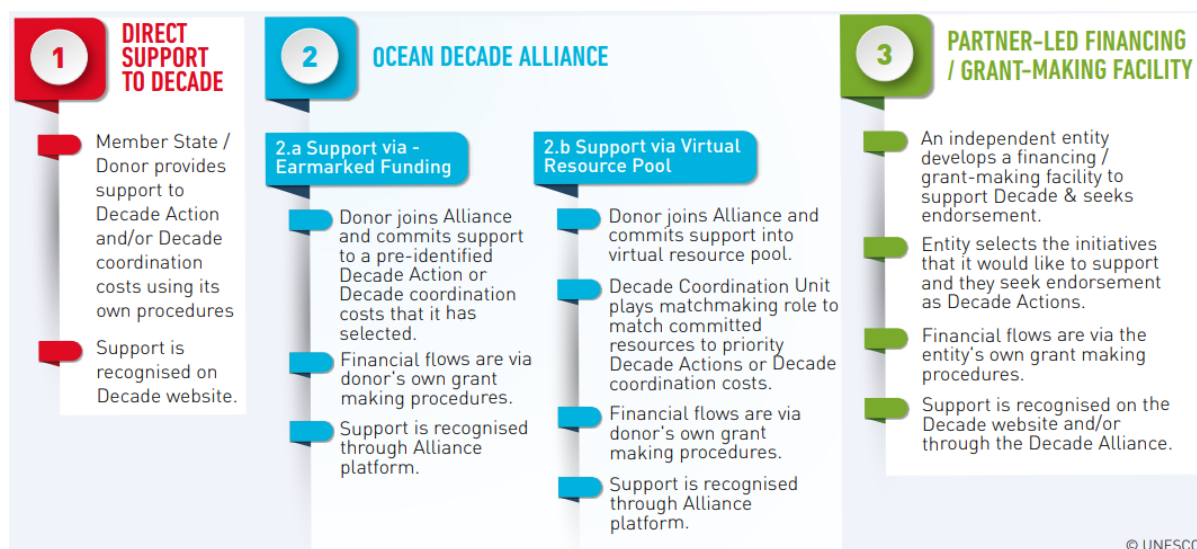 1
DIRECT
SUPPORT
TO DECADE
Member State /
Donor provides
support to
Decade Action
and/or Decade
coordination
costs using its
own procedures
Support is
recognised on
Decade website.
2
OCEAN DECADE ALLIANCE
2.a Support via -
Earmarked Funding
Donor joins Alliance
and commits support
to a pre-identified
Decade Action or
Decade coordination
costs that it has
selected.
Financial flows are via
donor's own grant
making procedures.
Support is recognised
through Alliance
platform.
2.b Support via Virtual
Resource Pool
Donor joins Alliance and
commits support into
virtual resource pool.
Decade Coordination Unit
plays matchmaking role to
match committed
resources to priority
Decade Actions or Decade
coordination costs.
Financial flows are via
donor's own grant
making procedures.
Support is recognised
through Alliance
platform.
3
PARTNER-LED FINANCING
/ GRANT-MAKING FACILITY
An independent entity
develops a financing /
grant-making facility to
support Decade & seeks
endorsement.
Entity selects the initiatives
that it would like to support
and they seek endorsement
as Decade Actions.
Financial flows are via the
entity's own grant making
procedures.
Support is recognised on the
Decade website and/or
through the Decade Alliance.
© UNESCO